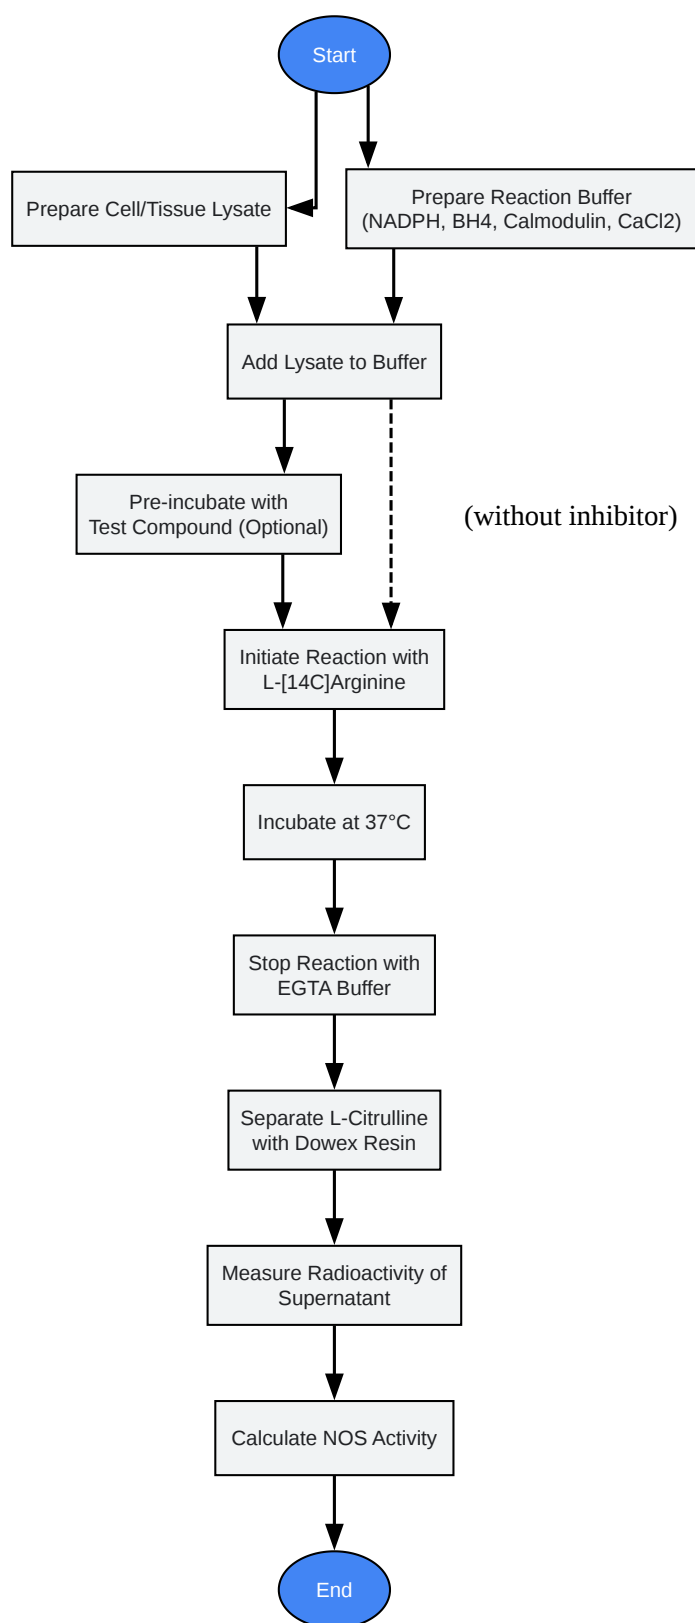 Start
Prepare Cell/Tissue Lysate
Prepare Reaction Buffer
(NADPH, BH4, Calmodulin, CaCl2)
Add Lysate to Buffer
Pre-incubate with
Test Compound (Optional)
(without inhibitor)
Initiate Reaction with
L-[14C]Arginine
Incubate at 37°C
Stop Reaction with
EGTA Buffer
Separate L-Citrulline
with Dowex Resin
Measure Radioactivity of
Supernatant
Calculate NOS Activity
End